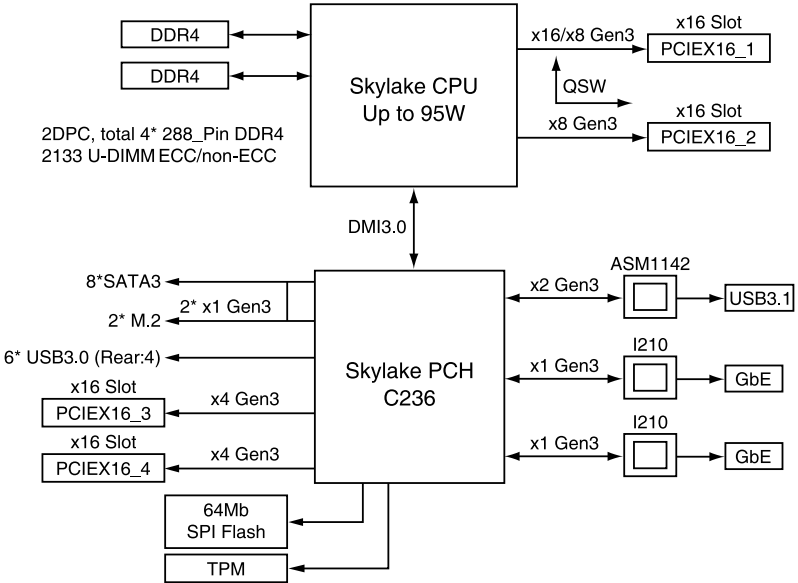 DDR4
DDR4
2DPC, total 4* 288_Pin DDR4
2133 U-DIMM ECC/non-ECC
Skylake CPU
Up to 95W
x16/x8 Gen3
x16 Slot
PCIEX16_1
QSW
x8 Gen3
x16 Slot
PCIEX16_2
DMI3.0
8*SATA3
2* x1 Gen3
2* M.2
6* USB3.0 (Rear:4)
x16 Slot
PCIEX16_3
x4 Gen3
x16 Slot
PCIEX16_4
x4 Gen3
Skylake PCH
C236
x2 Gen3
ASM1142
USB3.1
x1 Gen3
I210
GbE
x1 Gen3
I210
GbE
64Mb
SPI Flash
TPM